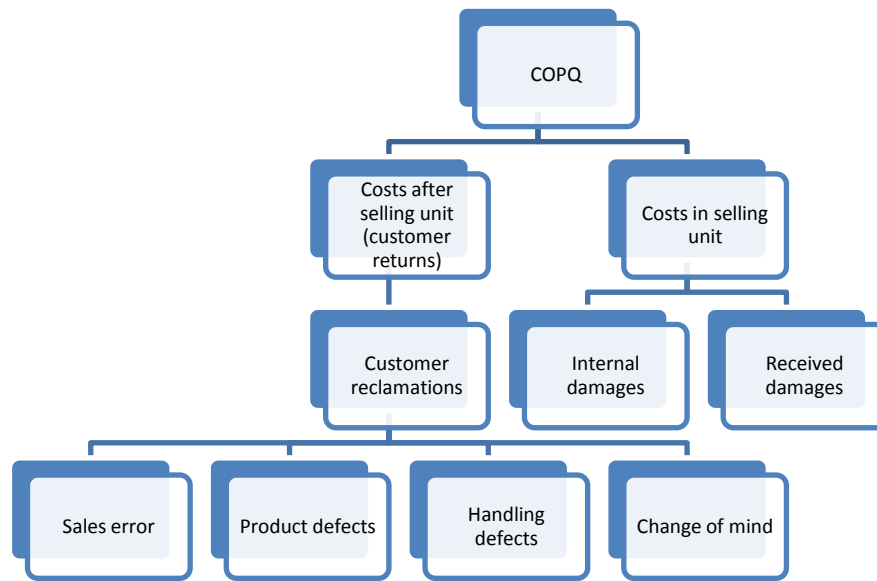 COPQ
Costs after
selling unit
(customer
returns)
Costs in selling
unit
Customer
reclamations
Internal
damages
Received
damages
Sales error
Product defects
Handling
defects
Change of mind